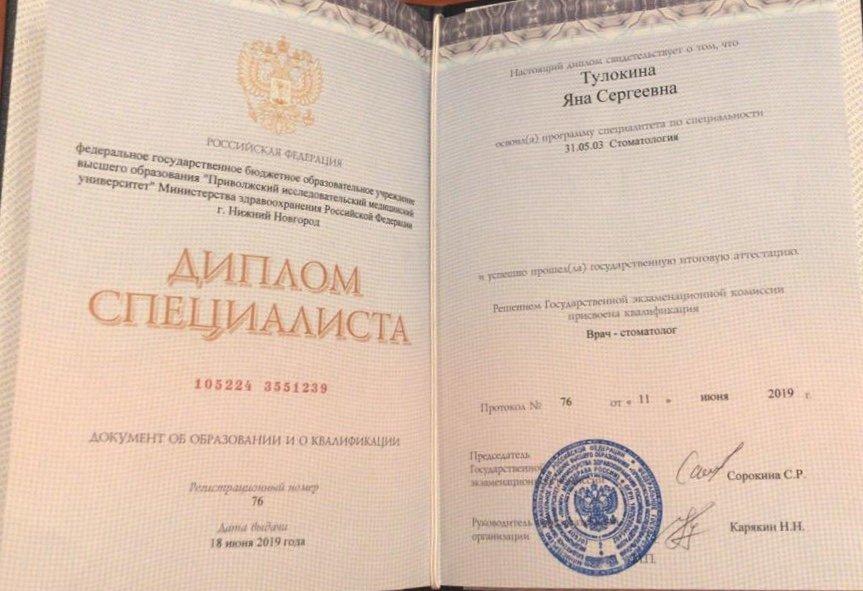 РОССИЙСКАЯ ФЕДЕРАЦИЯ
федеральное государственное бюджетное образовательное учреждение
высшего образования "Приволжский исследовательский медицинский
университет" Министерства здравоохранения Российской Федерации
г. Нижний Новгород
ДИПЛОМ
СПЕЦИАЛИСТА
105224 3551239
ДОКУМЕНТ ОБ ОБРАЗОВАНИИ И О КВАЛИФИКАЦИИ
Регистрационный номер
76
Дата выдачи
18 июня 2019 года
Настоящий диплом свидетельствует о том, что
Тулокина
Яна Сергеевна
освоил(а) программу специалитета по специальности
31.05.03 Стоматология
и успешно прошел(ла) государственную итоговую аттестацию
Решением Государственной экзаменационной комиссии
присвоена квалификация
Врач - стоматолог
Протокол № 76 от « 11 » июня 2019 г.
Председатель
Государственной
экзаменационной
Сорокина С.Р.
Руководитель
организации
Карякин Н.Н.
М.П.